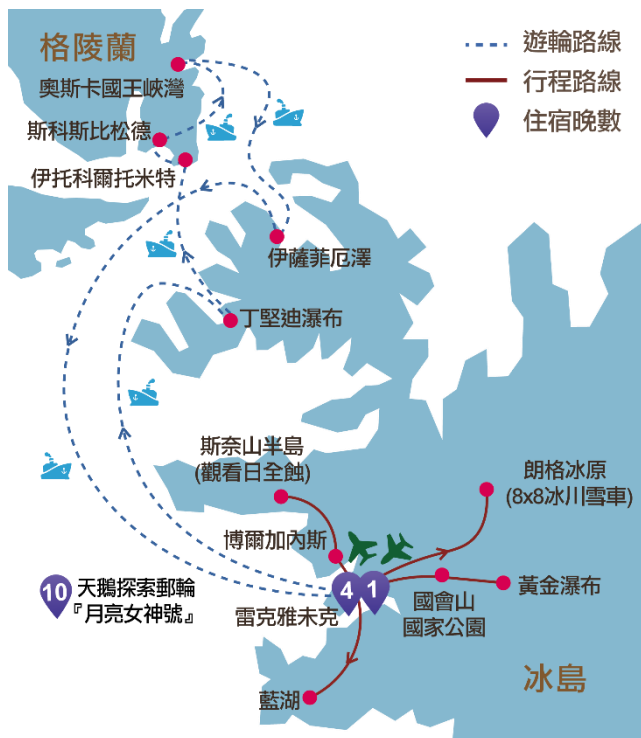 格陵蘭
遊輪路線
行程路線
住宿晚數
奧斯卡國王峽灣
斯科斯比松德
伊托科爾托米特
伊薩菲厄澤
丁堅迪瀑布
斯奈山半島
(觀看日全蝕)
朗格冰原
(8x8冰川雪車)
博爾加內斯
10 天鵝探索郵輪
『月亮女神號』
4 1
雷克雅未克
國會山
國家公園
黃金瀑布
藍湖
冰島